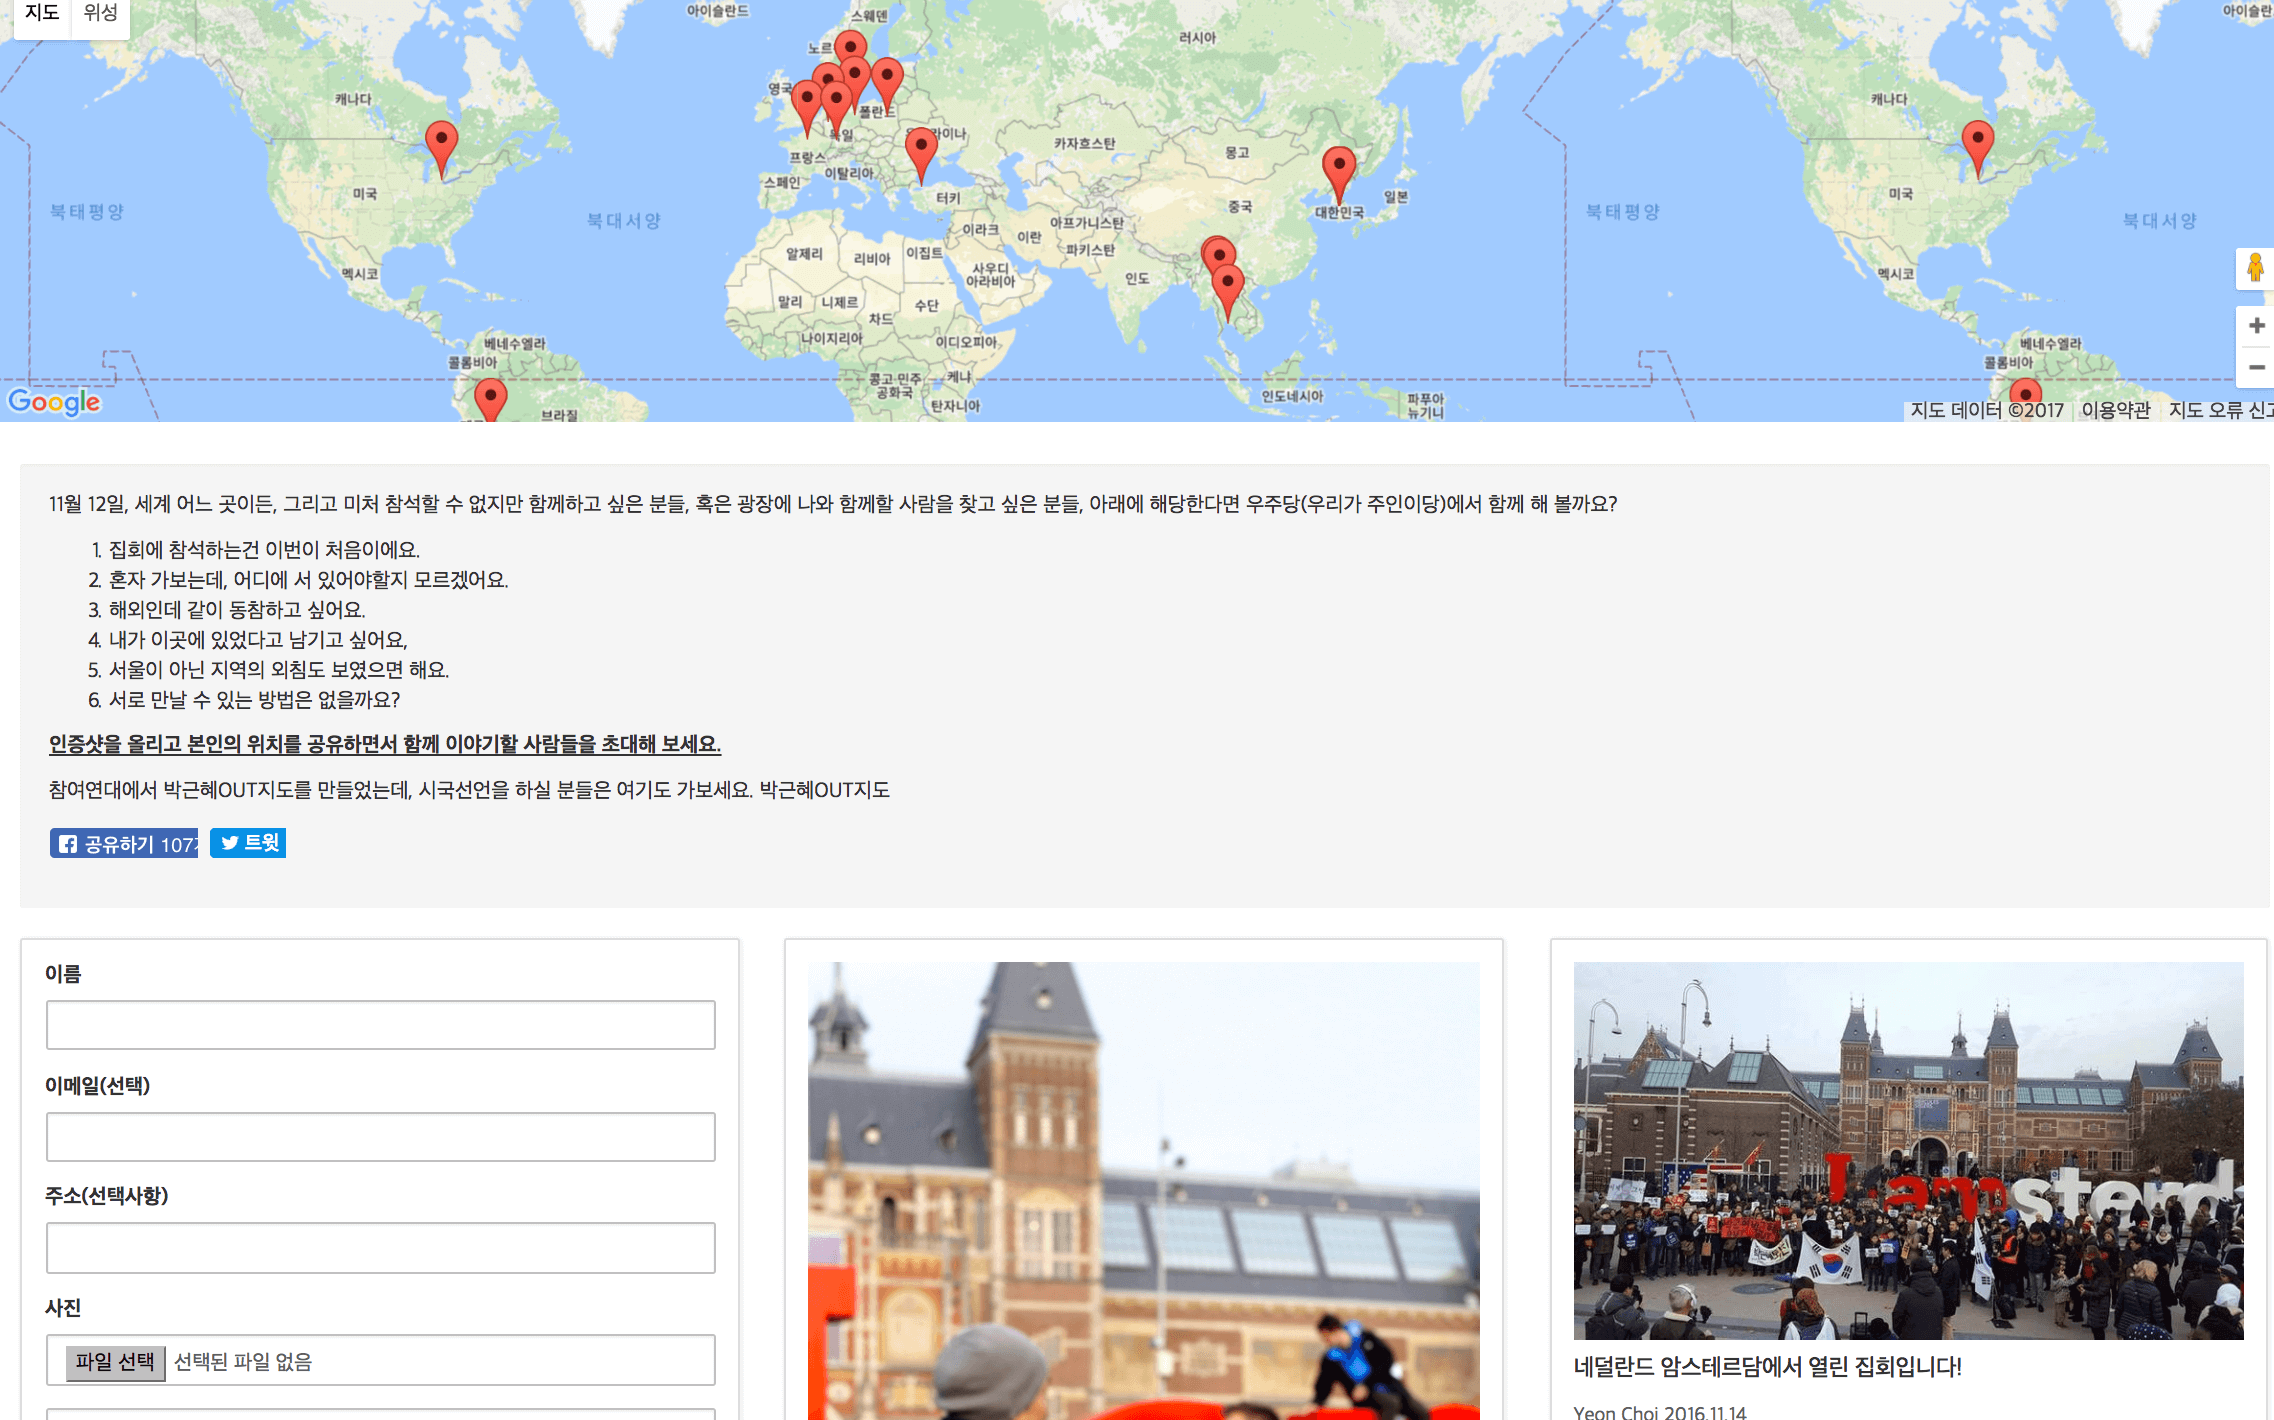 지도 위성
아이슬란드
스웨덴
러시아
아이슬란
캐나다
영국
폴란드
독일
카자흐스탄
몽고
캐나다
프랑스
이탈리아
스페인
미국
터키
중국
일본
대한민국
미국
북태평양
북대서양
북태평양
북대서양
이라크
이란
아프가니스탄
파키스탄
알제리
리비아
이집트
사우디
아라비아
인도
멕시코
멕시코
말리
니제르
수단
차드
나이지리아
이디오피아
베네수엘라
콜롬비아
베네수엘라
콜롬비아
콩고 민주
공화국
케냐
탄자니아
인도네시아
파푸아
뉴기니
브라질
Google
지도 데이터 ©2017 이용약관 지도 오류 신고
11월 12일, 세계 어느 곳이든, 그리고 미처 참석할 수 없지만 함께하고 싶은 분들, 혹은 광장에 나와 함께할 사람을 찾고 싶은 분들, 아래에 해당한다면 우주당(우리가 주인이당)에서 함께 해 볼까요?
1. 집회에 참석하는건 이번이 처음이에요.
2. 혼자 가보는데, 어디에 서 있어야할지 모르겠어요.
3. 해외인데 같이 동참하고 싶어요.
4. 내가 이곳에 있었다고 남기고 싶어요,
5. 서울이 아닌 지역의 외침도 보였으면 해요.
6. 서로 만날 수 있는 방법은 없을까요?
인증샷을 올리고 본인의 위치를 공유하면서 함께 이야기할 사람들을 초대해 보세요.
참여연대에서 박근혜OUT지도를 만들었는데, 시국선언을 하실 분들은 여기도 가보세요. 박근혜OUT지도
공유하기 107
트윗
이름
이메일(선택)
주소(선택사항)
사진
파일 선택 선택된 파일 없음
I amsterd
네덜란드 암스테르담에서 열린 집회입니다!
Yeon Choi 2016.11.14